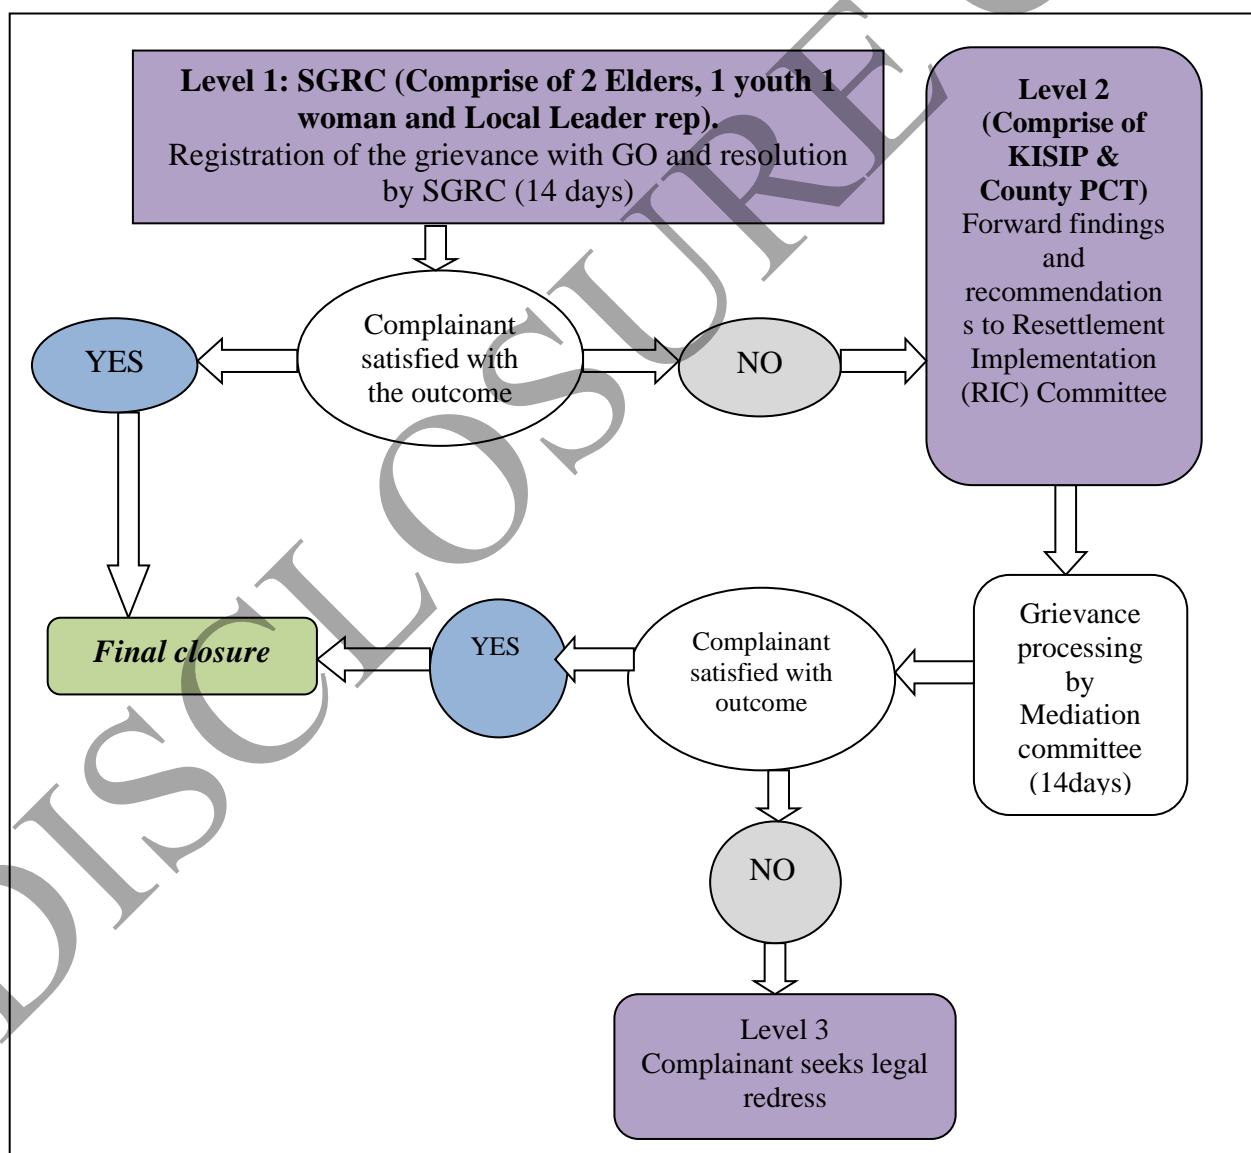 Level 1: SGRC (Comprise of 2 Elders, 1 youth 1
woman and Local Leader rep).
Registration of the grievance with GO and resolution
by SGRC (14 days)
Level 2
(Comprise of
KISIP &
County PCT)
Forward findings
and
recommendation
s to Resettlement
Implementation
(RIC) Committee
Complainant
satisfied with
the outcome
YES
NO
Final closure
YES
Complainant
satisfied with
outcome
Grievance
processing
by
Mediation
committee
(14days)
NO
Level 3
Complainant seeks legal
redress
DISCLOSURE